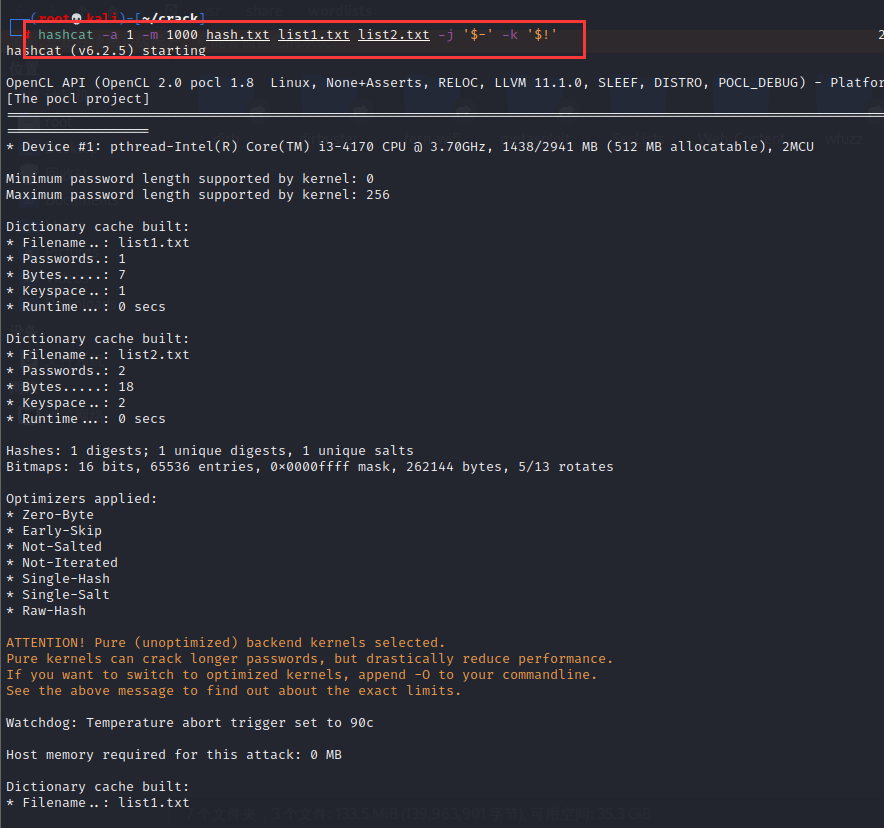 (root💀kali)-[~/crack]
# hashcat -a 1 -m 1000 hash.txt list1.txt list2.txt -j '$-' -k '$!'
hashcat (v6.2.5) starting
OpenCL API (OpenCL 2.0 pocl 1.8  Linux, None+Asserts, RELOC, LLVM 11.1.0, SLEEF, DISTRO, POCL_DEBUG) - Platfor
[The pocl project]
* Device #1: pthread-Intel(R) Core(TM) i3-4170 CPU @ 3.70GHz, 1438/2941 MB (512 MB allocatable), 2MCU
Minimum password length supported by kernel: 0
Maximum password length supported by kernel: 256
Dictionary cache built:
* Filename..: list1.txt
* Passwords.: 1
* Bytes.....: 7
* Keyspace..: 1
* Runtime...: 0 secs
Dictionary cache built:
* Filename..: list2.txt
* Passwords.: 2
* Bytes.....: 18
* Keyspace..: 2
* Runtime...: 0 secs
Hashes: 1 digests; 1 unique digests, 1 unique salts
Bitmaps: 16 bits, 65536 entries, 0x0000ffff mask, 262144 bytes, 5/13 rotates
Optimizers applied:
* Zero-Byte
* Early-Skip
* Not-Salted
* Not-Iterated
* Single-Hash
* Single-Salt
* Raw-Hash
ATTENTION! Pure (unoptimized) backend kernels selected.
Pure kernels can crack longer passwords, but drastically reduce performance.
If you want to switch to optimized kernels, append -O to your commandline.
See the above message to find out about the exact limits.
Watchdog: Temperature abort trigger set to 90c
Host memory required for this attack: 0 MB
Dictionary cache built:
* Filename..: list1.txt